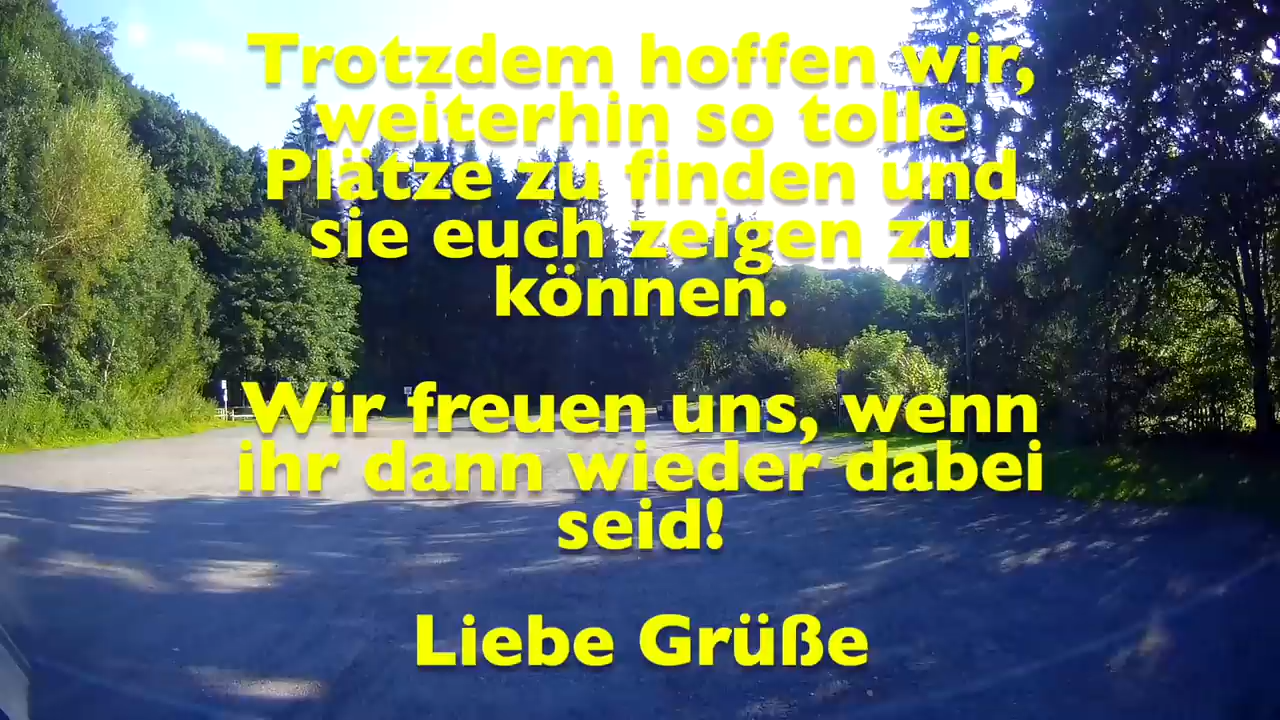 Trotzdem hoffen wir,
weiterhin so tolle
Plätze zu finden und
sie euch zeigen zu
können.
Wir freuen uns, wenn
ihr dann wieder dabei
seid!
Liebe Grüße